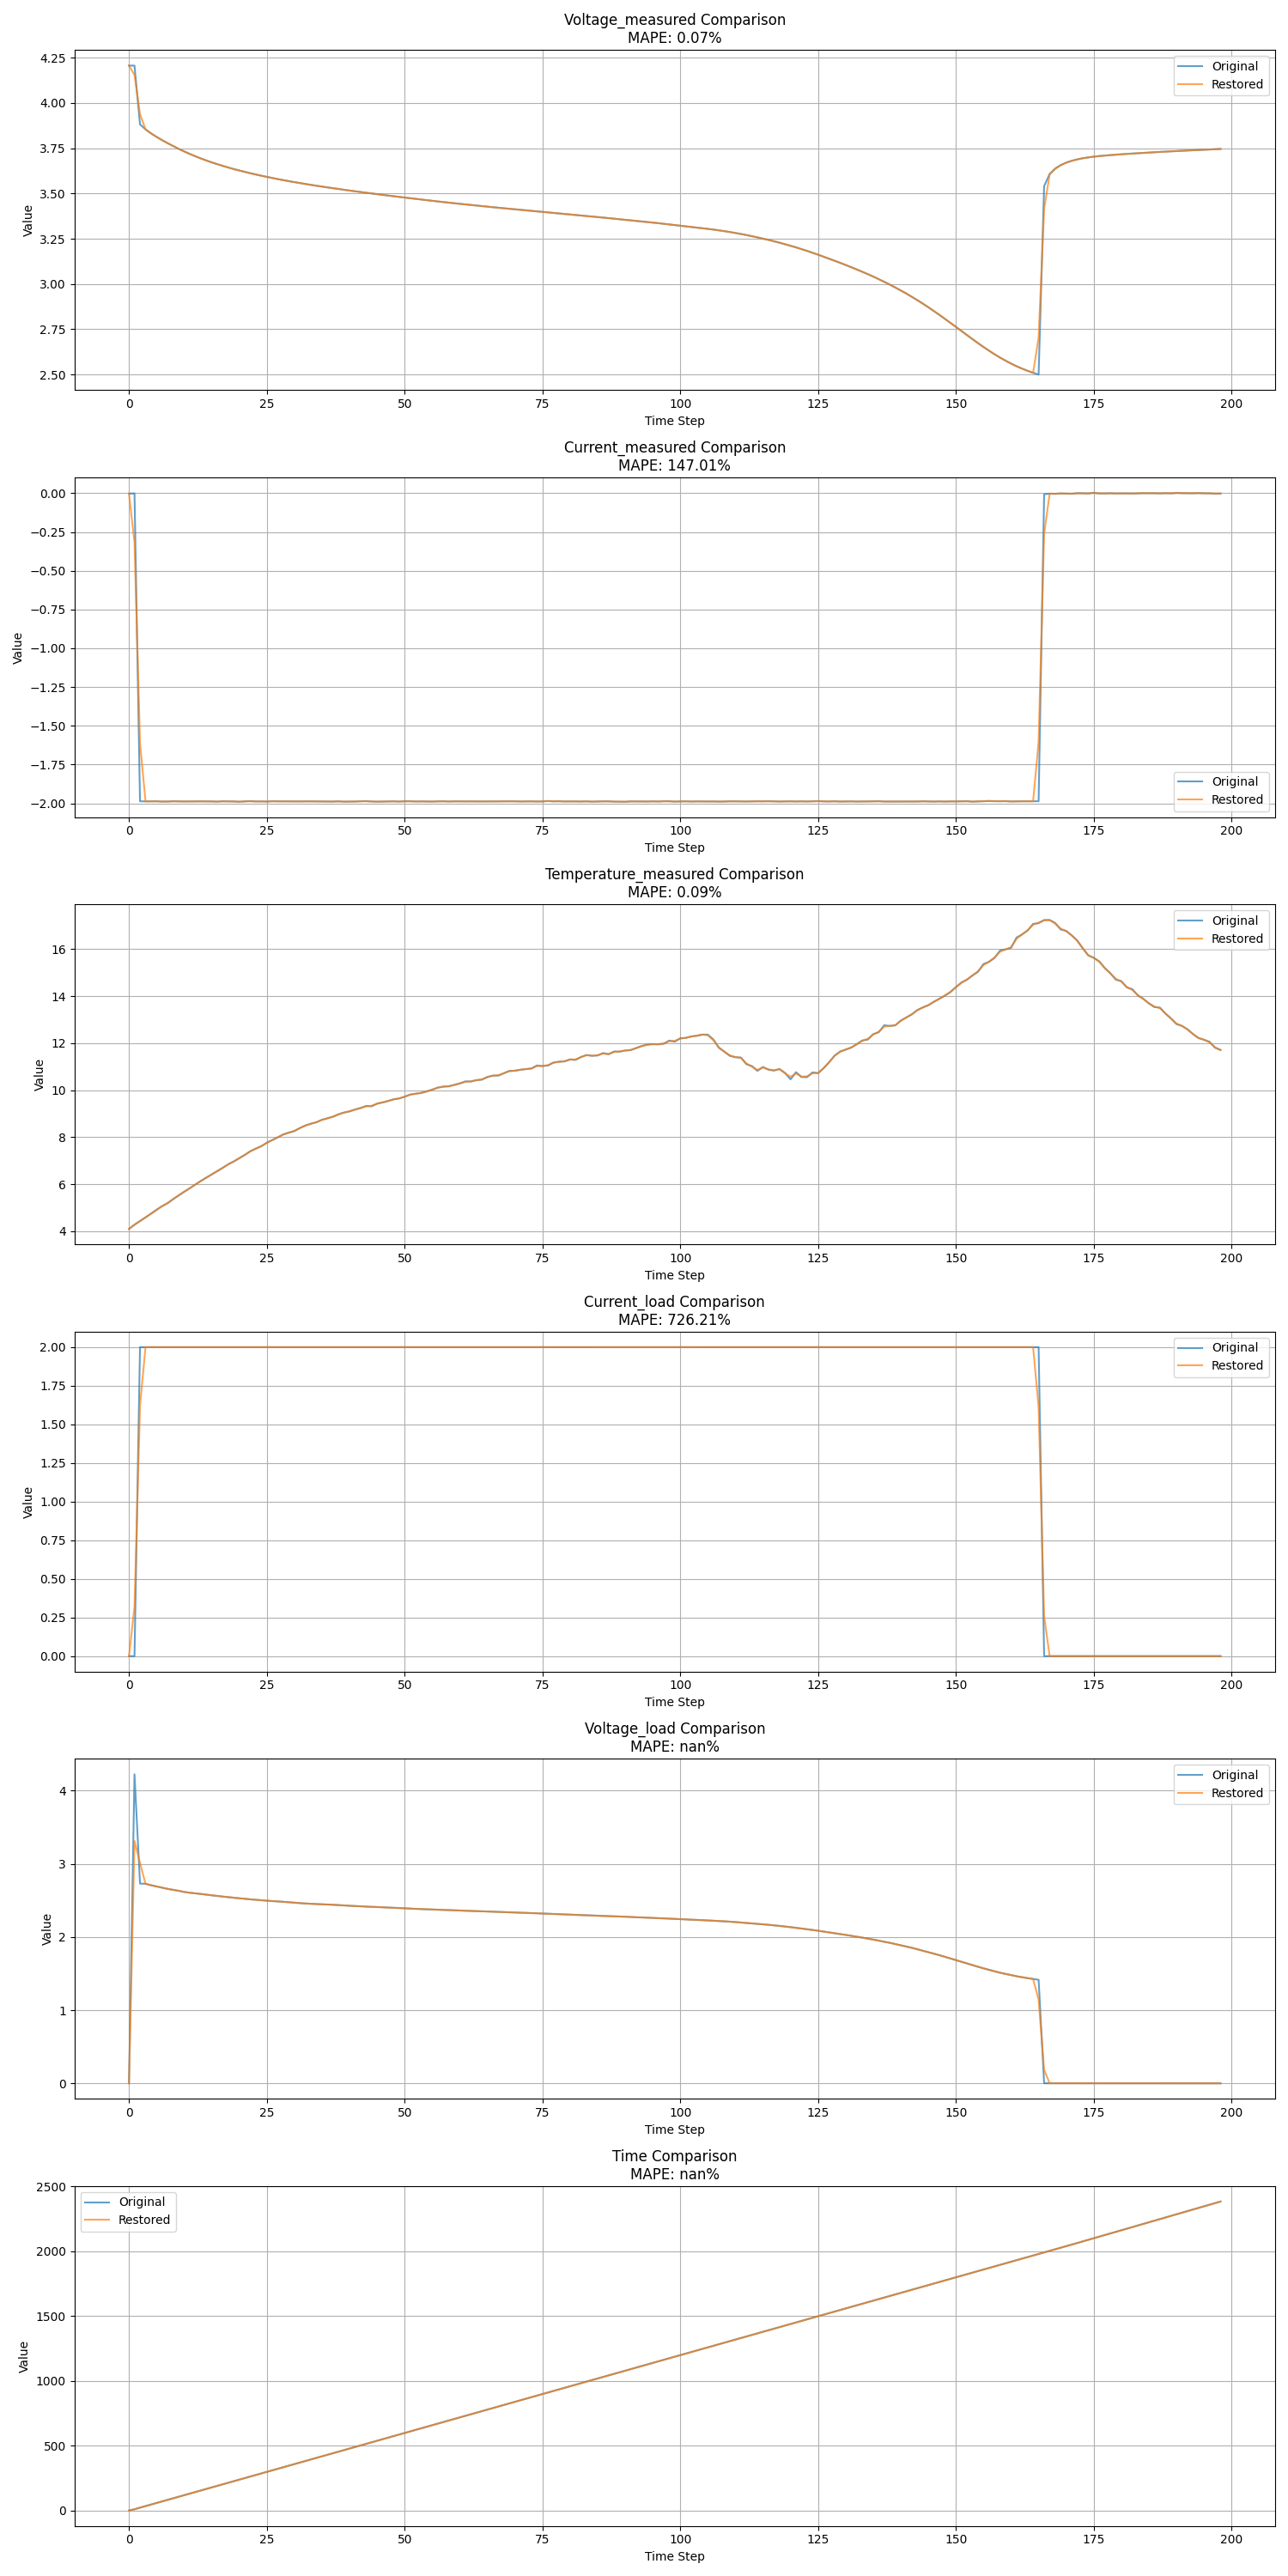 Voltage_measured Comparison
MAPE: 0.07%
Original
Restored
4.25
4.00
3.75
3.50
3.25
3.00
2.75
2.50
Value
0 25 50 75 100 125 150 175 200
Time Step
Current_measured Comparison
MAPE: 147.01%
0.00
−0.25
−0.50
−0.75
−1.00
−1.25
−1.50
−1.75
−2.00
Value
Original
Restored
0 25 50 75 100 125 150 175 200
Time Step
Temperature_measured Comparison
MAPE: 0.09%
Original
Restored
16
14
12
10
8
6
4
Value
0 25 50 75 100 125 150 175 200
Time Step
Current_load Comparison
MAPE: 726.21%
Original
Restored
2.00
1.75
1.50
1.25
1.00
0.75
0.50
0.25
0.00
Value
0 25 50 75 100 125 150 175 200
Time Step
Voltage_load Comparison
MAPE: nan%
Original
Restored
4
3
2
1
0
Value
0 25 50 75 100 125 150 175 200
Time Step
Time Comparison
MAPE: nan%
Original
Restored
2500
2000
1500
1000
500
0
Value
0 25 50 75 100 125 150 175 200
Time Step